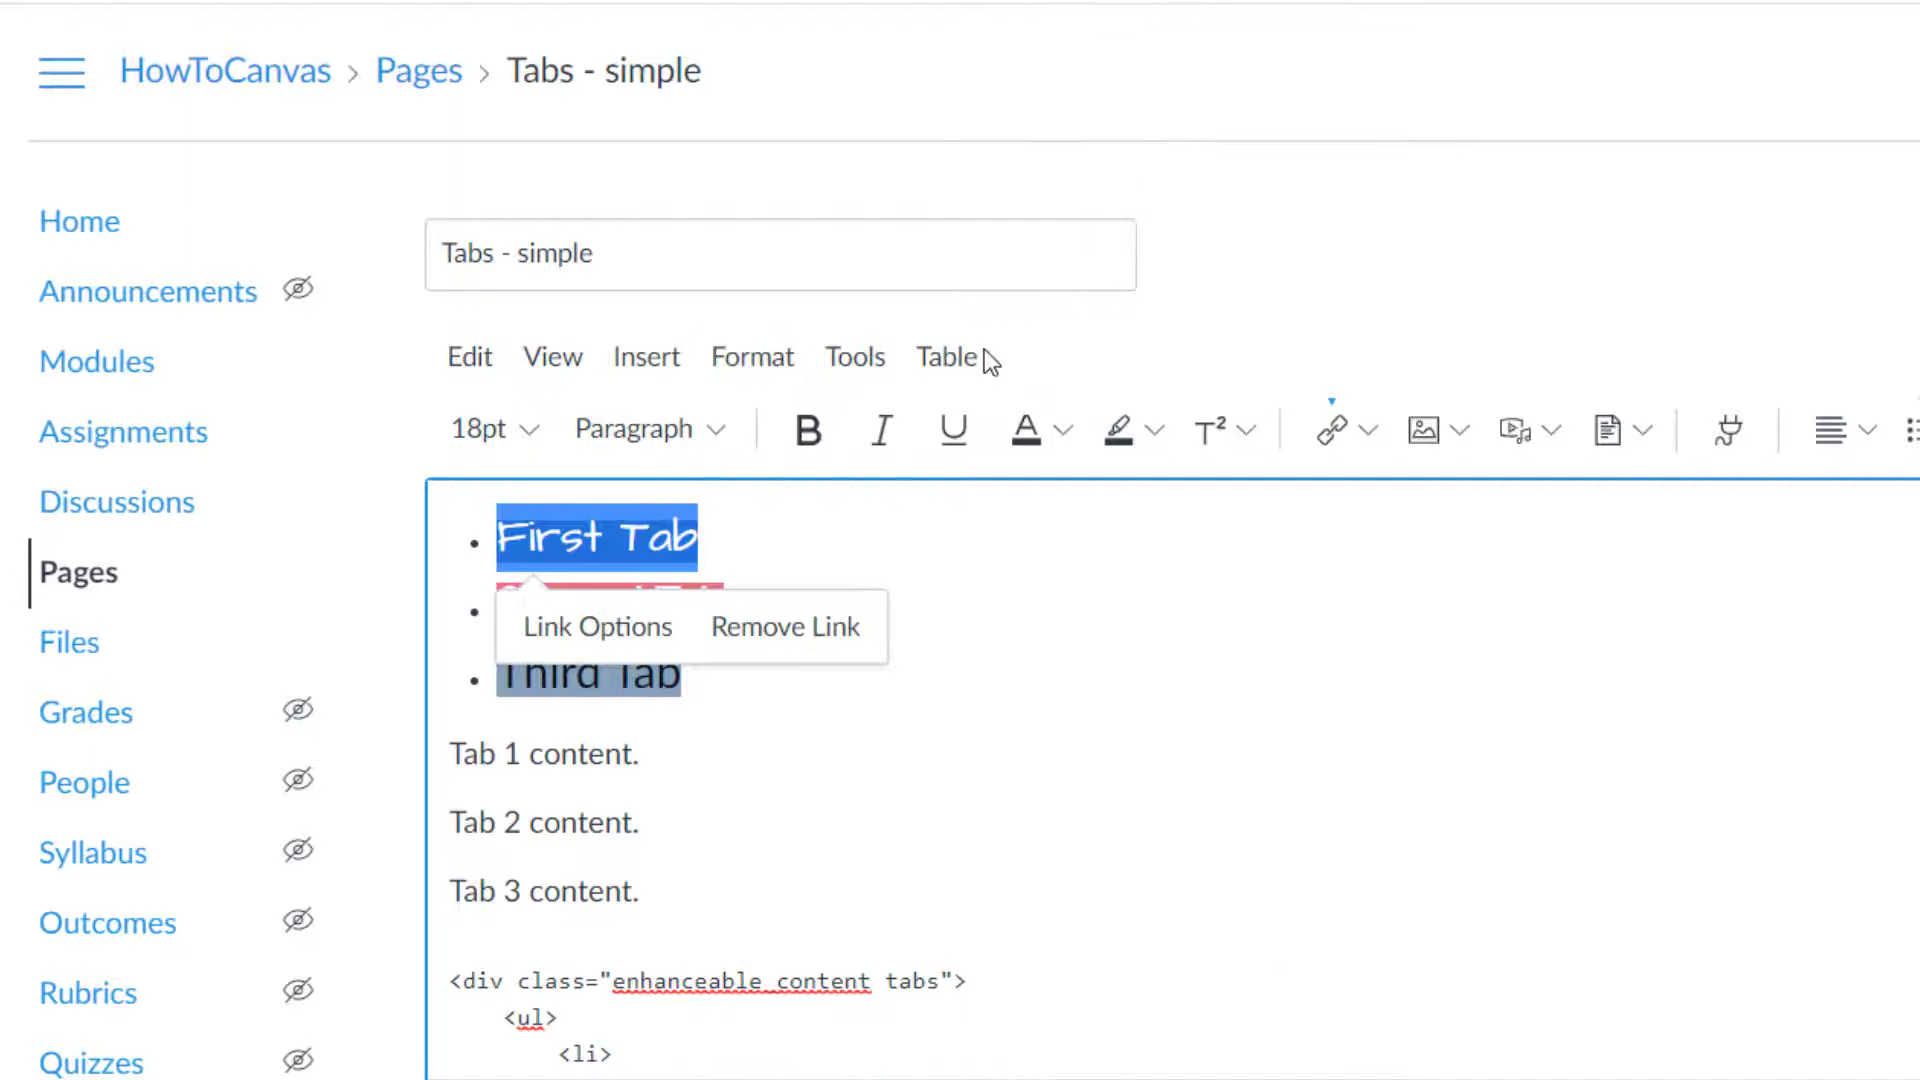 HowToCanvas > Pages > Tabs - simple
Home
Announcements
Modules
Assignments
Discussions
Pages
Files
Grades
People
Syllabus
Outcomes
Rubrics
Quizzes
Tabs - simple
Edit View Insert Format Tools Table
18pt Paragraph B I U A T²
• First Tab
Link Options Remove Link
• Third Tab
Tab 1 content.
Tab 2 content.
Tab 3 content.
<div class="enhanceable_content tabs">
<ul>
<li>